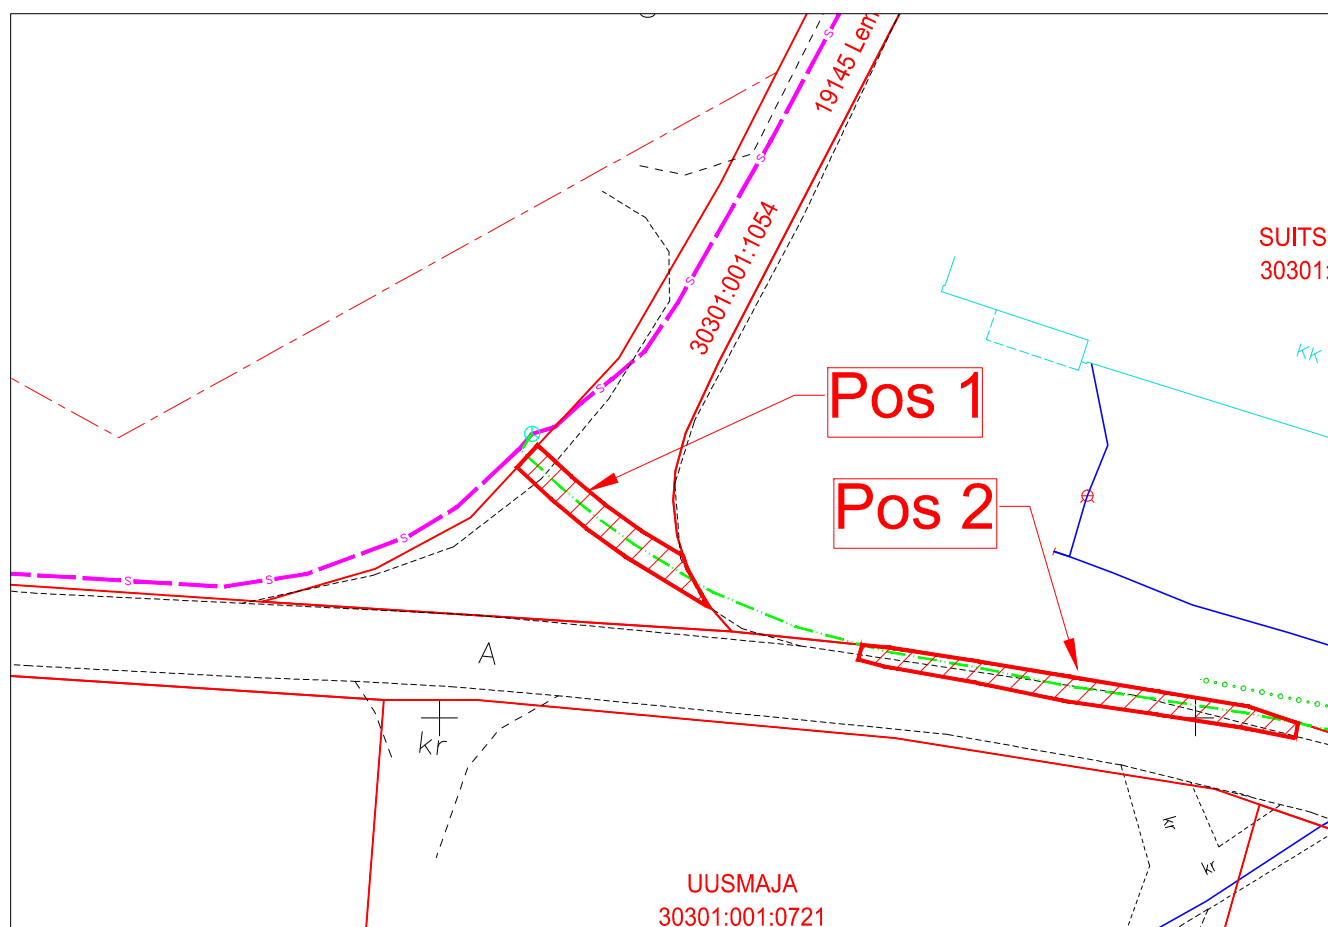 19145 Lem
30301:001:1054
SUITS
30301:
KK
Pos 1
Pos 2
s
s
s
s
s
s
s
A
kr
kr
kr
UUSMAJA
30301:001:0721